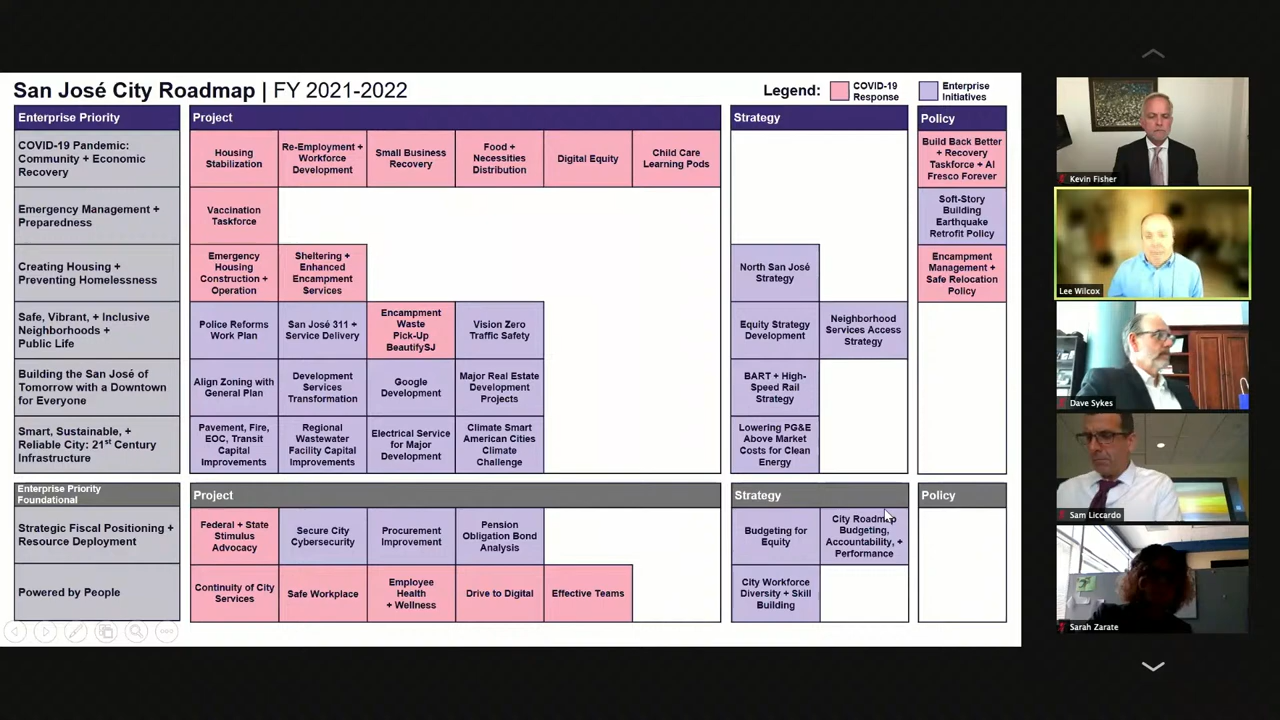 San José City Roadmap | FY 2021-2022
Legend:
COVID-19
Response
Enterprise
Initiatives
Enterprise Priority
Project
Strategy
Policy
COVID-19 Pandemic:
Community + Economic
Recovery
Housing
Stabilization
Re-Employment +
Workforce
Development
Small Business
Recovery
Food +
Necessities
Distribution
Digital Equity
Child Care
Learning Pods
Build Back Better
+ Recovery
Taskforce + Al
Fresco Forever
Emergency Management +
Preparedness
Vaccination
Taskforce
Soft-Story
Building
Earthquake
Retrofit Policy
Creating Housing +
Preventing Homelessness
Emergency
Housing
Construction +
Operation
Sheltering +
Enhanced
Encampment
Services
North San José
Strategy
Encampment
Management +
Safe Relocation
Policy
Safe, Vibrant, + Inclusive
Neighborhoods +
Public Life
Police Reforms
Work Plan
San José 311 +
Service Delivery
Encampment
Waste
Pick-Up
BeautifySJ
Vision Zero
Traffic Safety
Equity Strategy
Development
Neighborhood
Services Access
Strategy
Building the San José of
Tomorrow with a Downtown
for Everyone
Align Zoning with
General Plan
Development
Services
Transformation
Google
Development
Major Real Estate
Development
Projects
BART + High-
Speed Rail
Strategy
Smart, Sustainable, +
Reliable City: 21st Century
Infrastructure
Pavement, Fire,
EOC, Transit
Capital
Improvements
Regional
Wastewater
Facility Capital
Improvements
Electrical Service
for Major
Development
Climate Smart
American Cities
Climate
Challenge
Lowering PG&E
Above Market
Costs for Clean
Energy
Enterprise Priority
Foundational
Project
Strategy
Policy
Strategic Fiscal Positioning +
Resource Deployment
Federal + State
Stimulus
Advocacy
Secure City
Cybersecurity
Procurement
Improvement
Pension
Obligation Bond
Analysis
Budgeting for
Equity
City Roadmap
Budgeting,
Accountability, +
Performance
Powered by People
Continuity of City
Services
Safe Workplace
Employee
Health
+ Wellness
Drive to Digital
Effective Teams
City Workforce
Diversity + Skill
Building
Kevin Fisher
Lee Wilcox
Dave Sykes
Sam Liccardo
Sarah Zarate